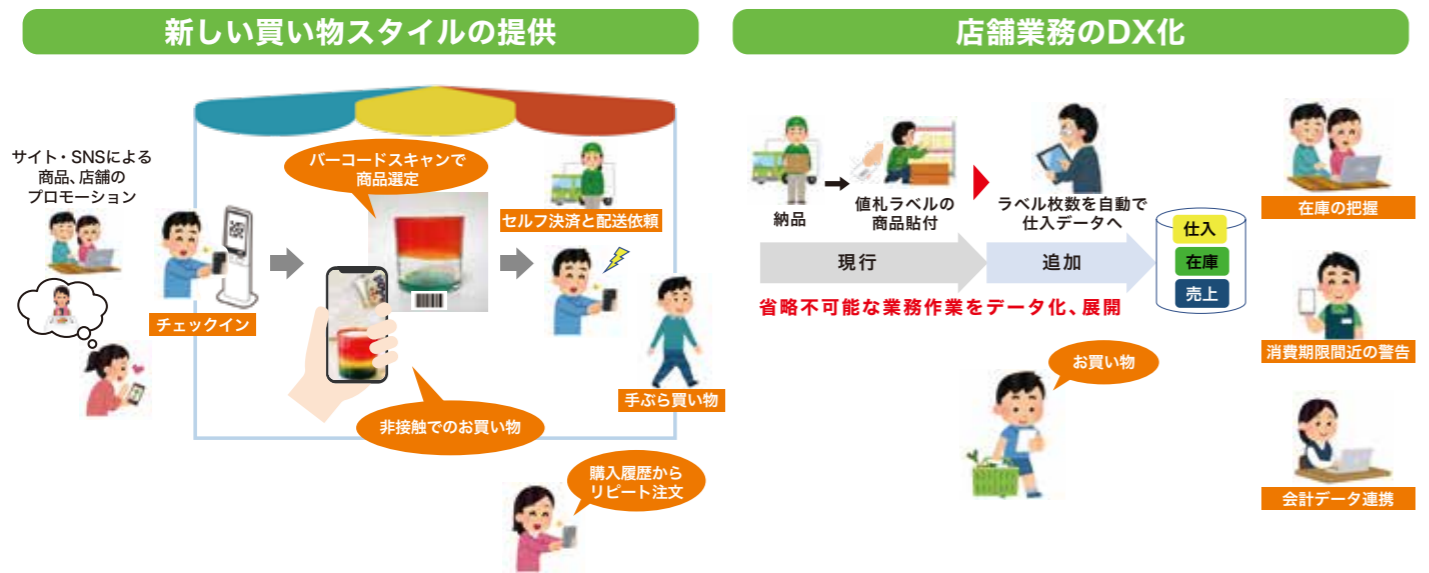 新しい買い物スタイルの提供
サイト・SNSによる
商品、店舗の
プロモーション
チェックイン
バーコードスキャンで
商品選定
セルフ決済と配送依頼
手ぶら買い物
非接触でのお買い物
購入履歴から
リピート注文
店舗業務のDX化
納品
値札ラベルの
商品貼付
ラベル枚数を自動で
仕入データへ
現行
追加
省略不可能な業務作業をデータ化、展開
仕入
在庫
売上
お買い物
在庫の把握
消費期限間近の警告
会計データ連携